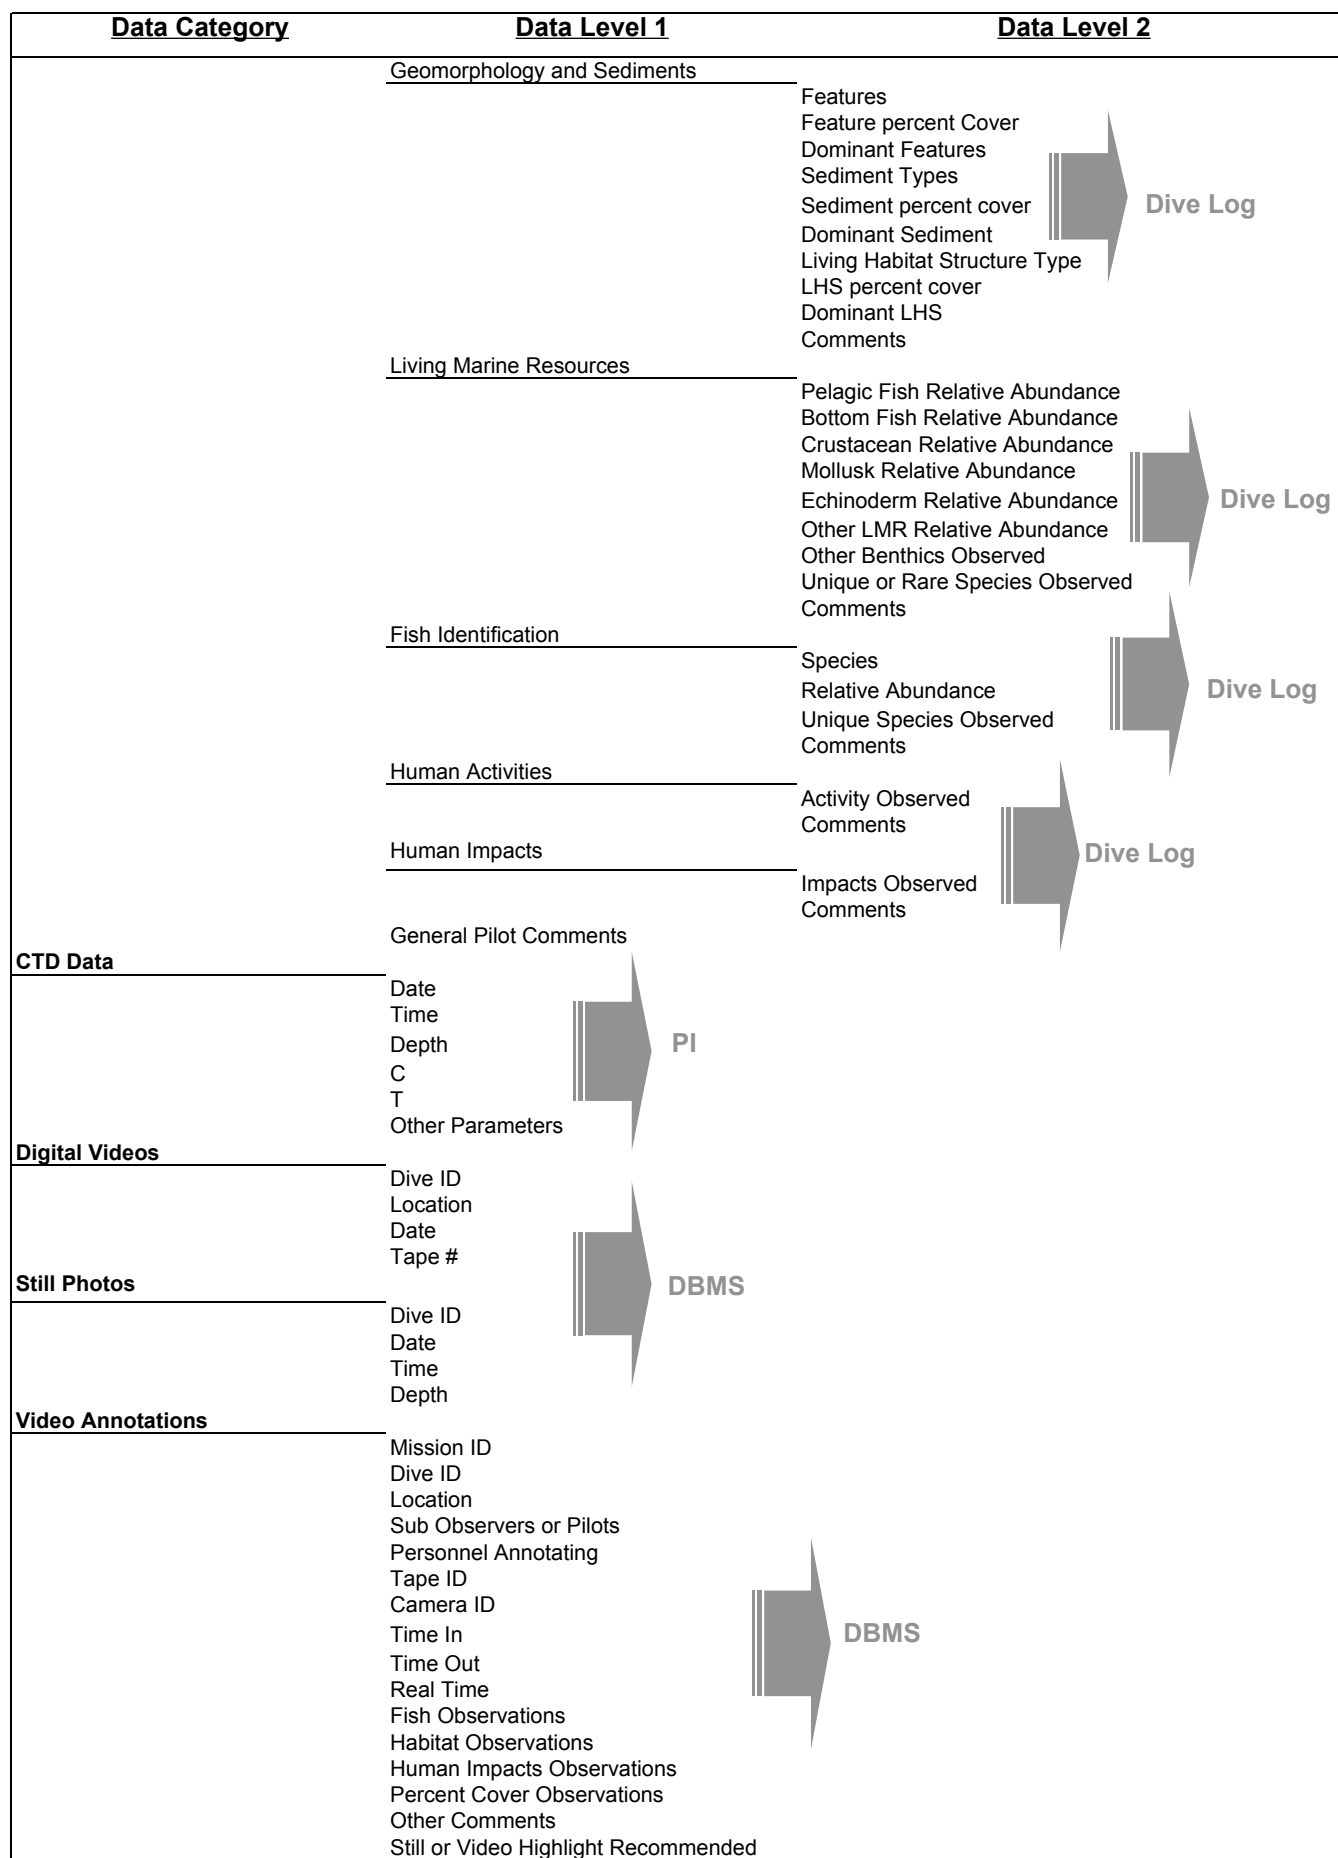 Data Category Data Level 1 Data Level 2
Geomorphology and Sediments
Features
Feature percent Cover
Dominant Features
Sediment Types
Sediment percent cover
Dive Log
Dominant Sediment
Living Habitat Structure Type
LHS percent cover
Dominant LHS
Comments
Living Marine Resources
Pelagic Fish Relative Abundance
Bottom Fish Relative Abundance
Crustacean Relative Abundance
Mollusk Relative Abundance
Echinoderm Relative Abundance
Dive Log
Other LMR Relative Abundance
Other Benthics Observed
Unique or Rare Species Observed
Comments
Fish Identification
Species
Relative Abundance
Dive Log
Unique Species Observed
Comments
Human Activities
Activity Observed
Comments
Human Impacts
Dive Log
Impacts Observed
Comments
General Pilot Comments
CTD Data
Date
Time
Depth
PI
C
T
Other Parameters
Digital Videos
Dive ID
Location
Date
Tape #
Still Photos
DBMS
Dive ID
Date
Time
Depth
Video Annotations
Mission ID
Dive ID
Location
Sub Observers or Pilots
Personnel Annotating
Tape ID
Camera ID
Time In
DBMS
Time Out
Real Time
Fish Observations
Habitat Observations
Human Impacts Observations
Percent Cover Observations
Other Comments
Still or Video Highlight Recommended